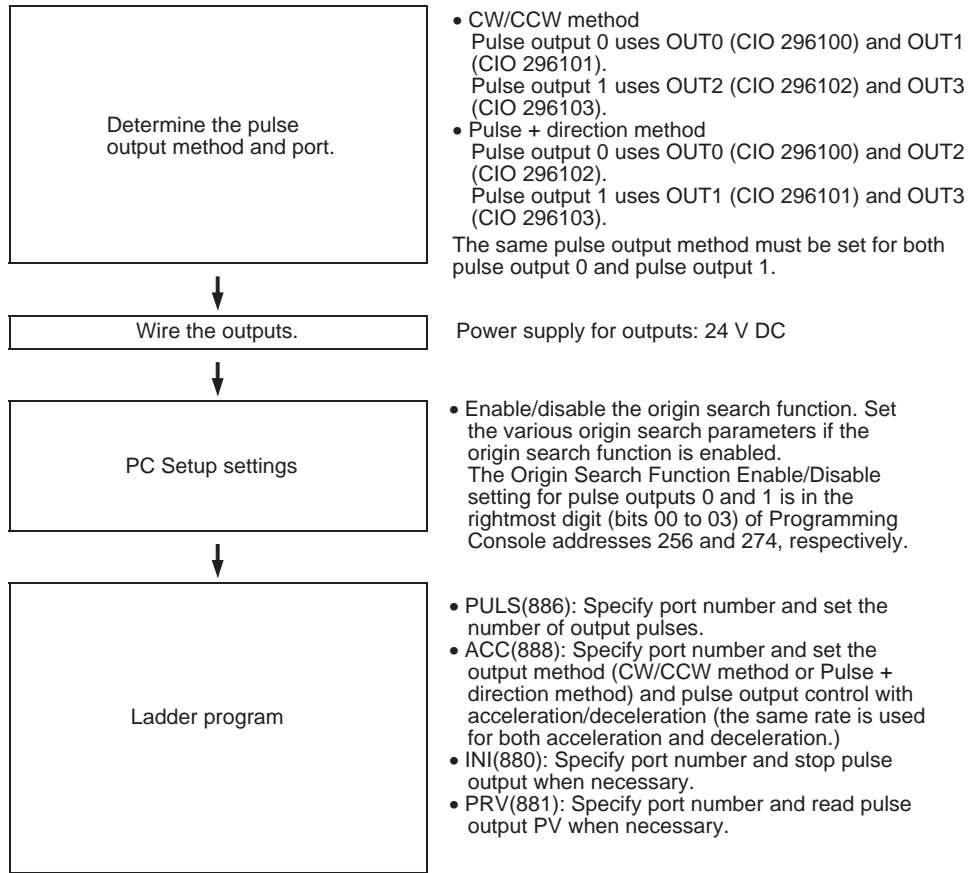 Determine the pulse
output method and port.
• CW/CCW method
Pulse output 0 uses OUT0 (CIO 296100) and OUT1
(CIO 296101).
Pulse output 1 uses OUT2 (CIO 296102) and OUT3
(CIO 296103).
• Pulse + direction method
Pulse output 0 uses OUT0 (CIO 296100) and OUT2
(CIO 296102).
Pulse output 1 uses OUT1 (CIO 296101) and OUT3
(CIO 296103).
The same pulse output method must be set for both
pulse output 0 and pulse output 1.
Wire the outputs.
Power supply for outputs: 24 V DC
PC Setup settings
• Enable/disable the origin search function. Set
the various origin search parameters if the
origin search function is enabled.
The Origin Search Function Enable/Disable
setting for pulse outputs 0 and 1 is in the
rightmost digit (bits 00 to 03) of Programming
Console addresses 256 and 274, respectively.
Ladder program
• PULS(886): Specify port number and set the
number of output pulses.
• ACC(888): Specify port number and set the
output method (CW/CCW method or Pulse +
direction method) and pulse output control with
acceleration/deceleration (the same rate is used
for both acceleration and deceleration.)
• INI(880): Specify port number and stop pulse
output when necessary.
• PRV(881): Specify port number and read pulse
output PV when necessary.